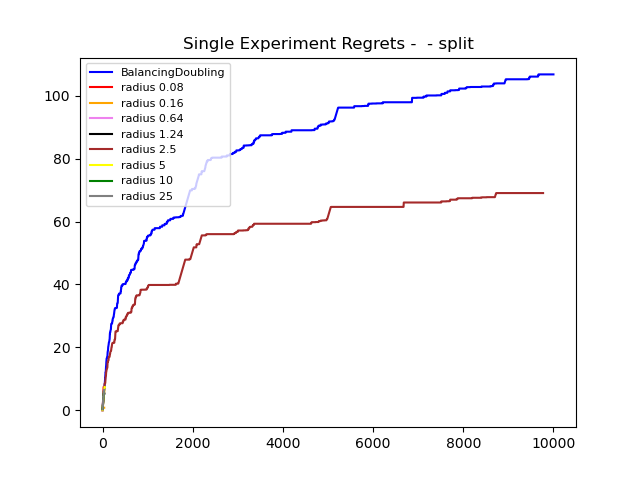 Single Experiment Regrets -  - split
BalancingDoubling
radius 0.08
radius 0.16
radius 0.64
radius 1.24
radius 2.5
radius 5
radius 10
radius 25
100
80
60
40
20
0
0 2000 4000 6000 8000 10000